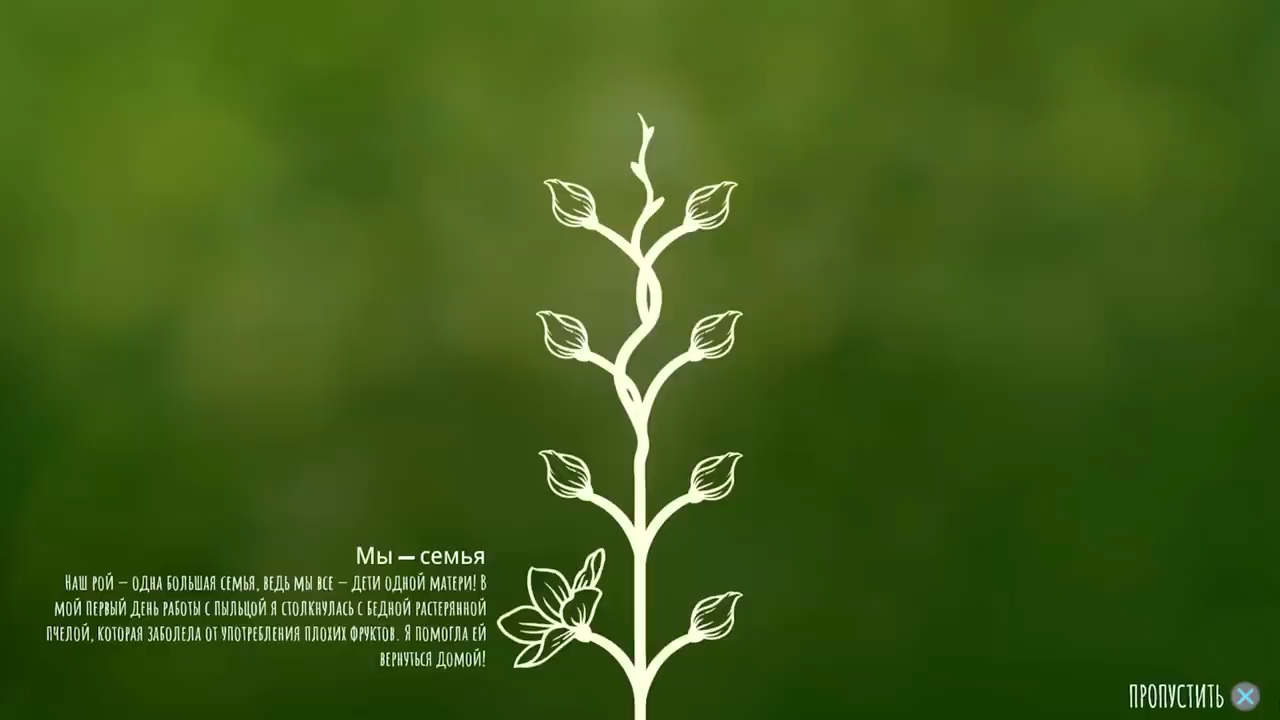 Мы — семья
Наш рой — одна большая семья, ведь мы все — дети одной матери! В
мой первый день работы с пыльцой я столкнулась с бедной растерянной
пчелой, которая заболела от употребления плохих фруктов. Я помогла ей
вернуться домой!
ПРОПУСТИТЬ